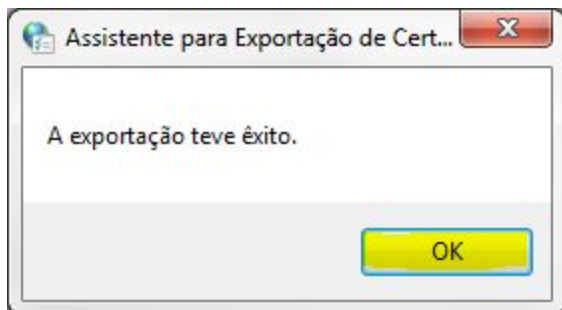 Assistente para Exportação de Cert...
A exportação teve êxito.
OK